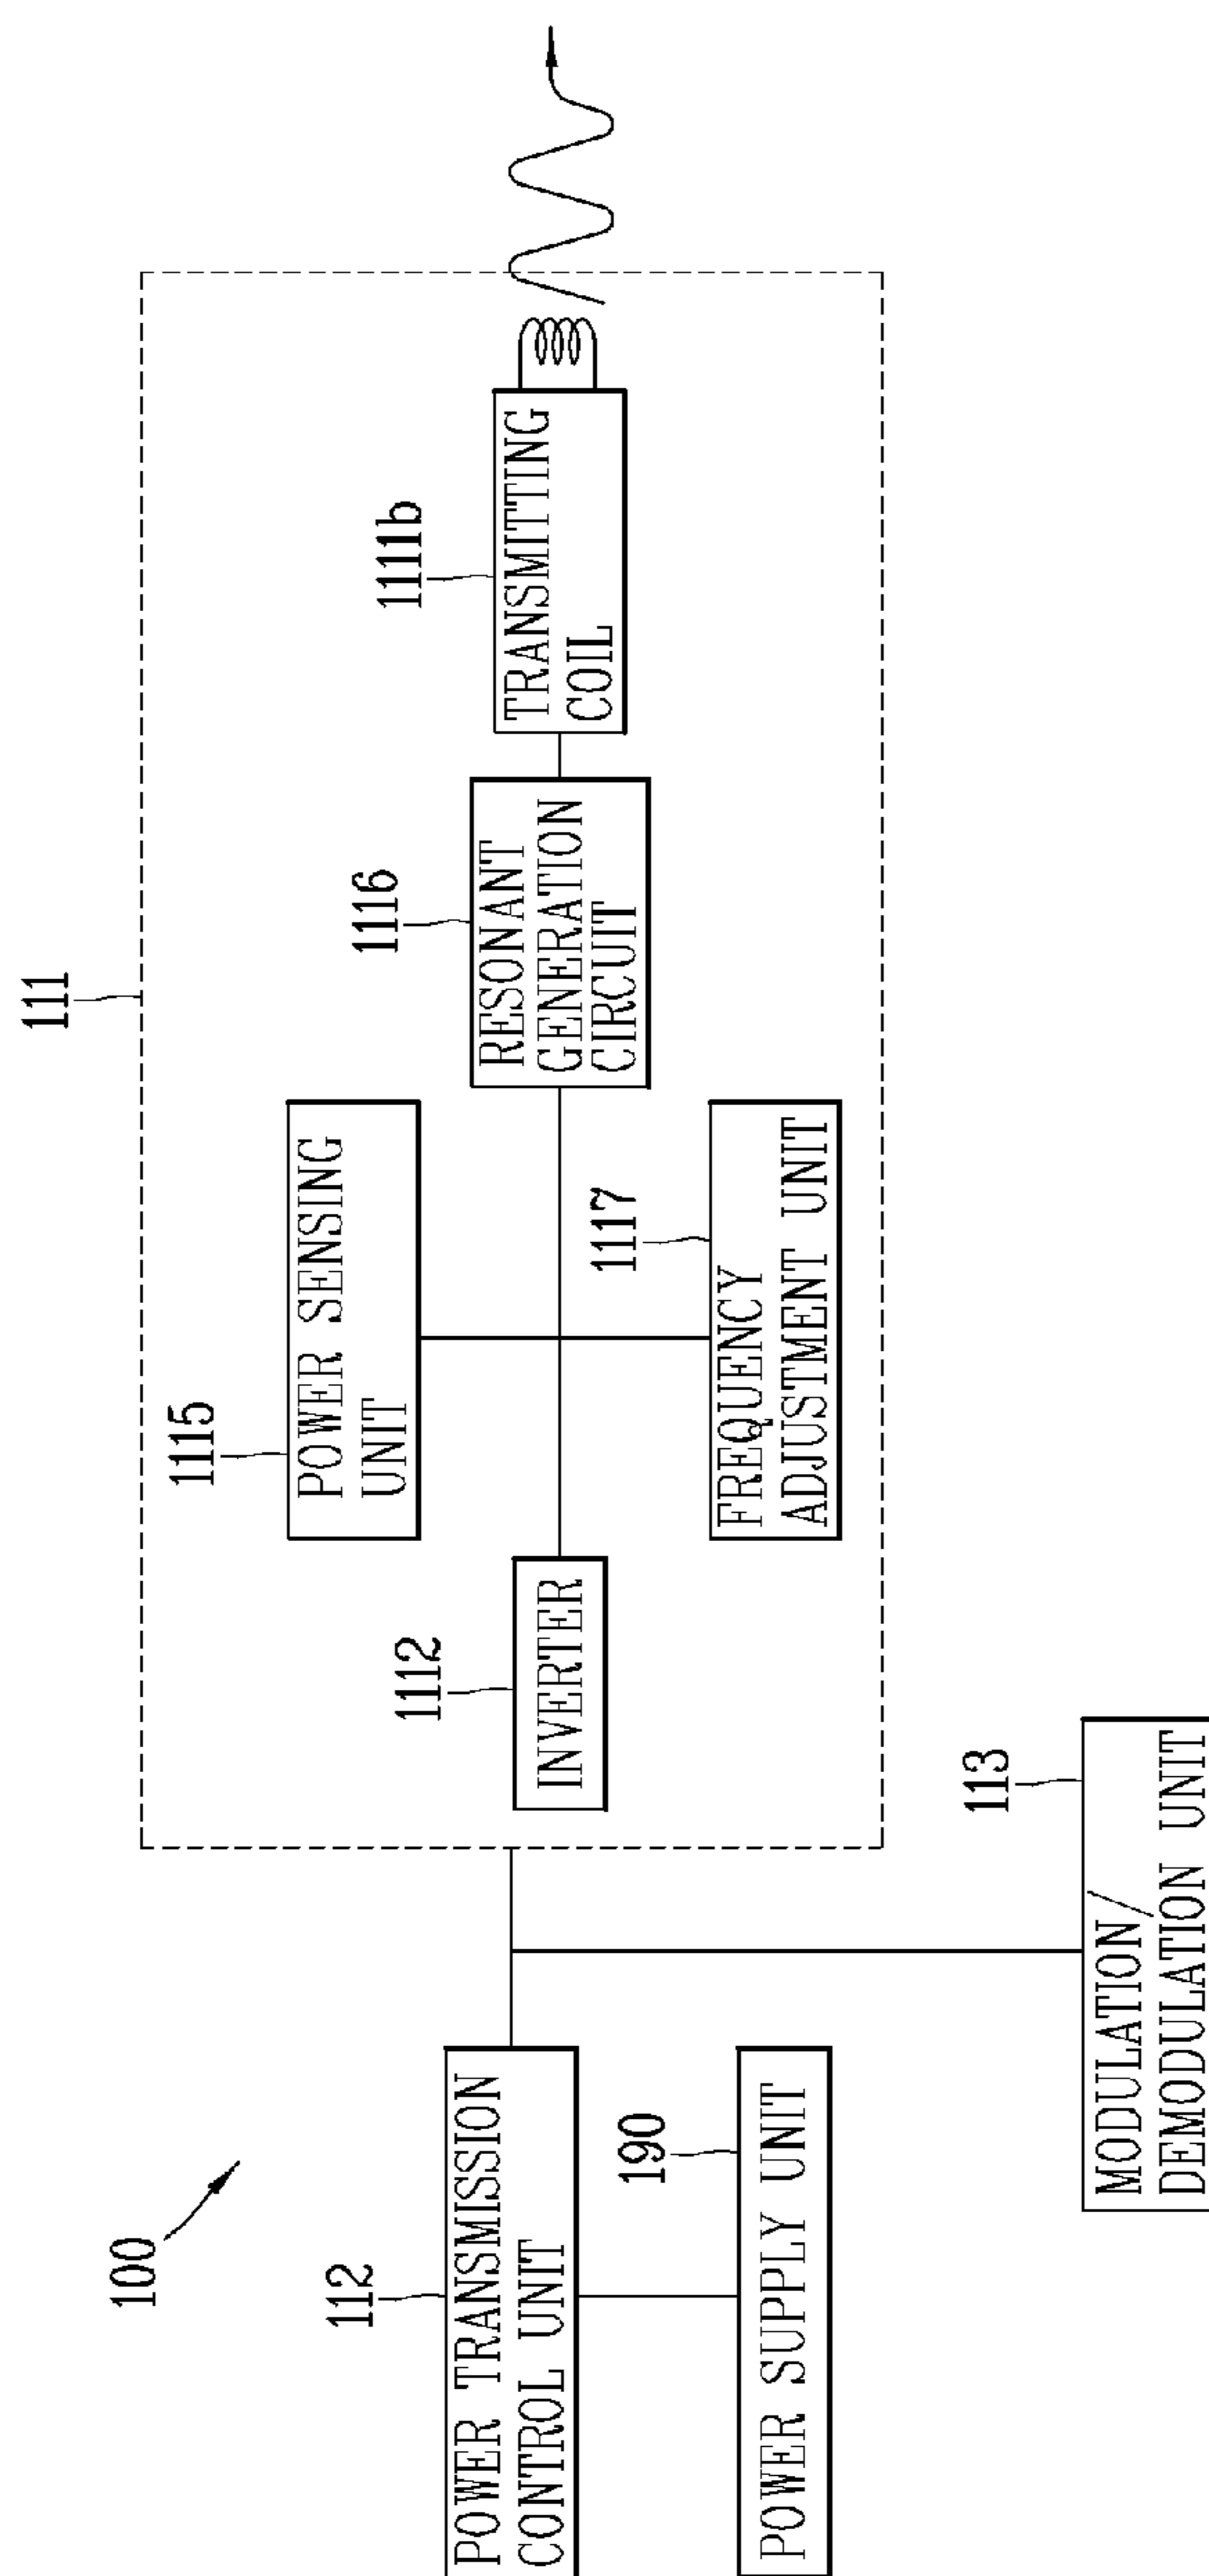 100
111
112
POWER TRANSMISSION
CONTROL UNIT
190
POWER SUPPLY UNIT
113
MODULATION/
DEMODULATION UNIT
1112
INVERTER
1115
POWER SENSING
UNIT
1117
FREQUENCY
ADJUSTMENT UNIT
1116
RESONANT
GENERATION
CIRCUIT
1111b
TRANSMITTING
COIL